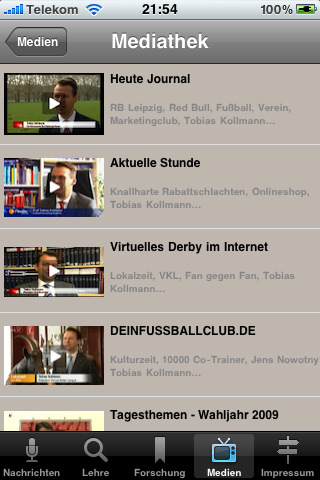 Telekom 21:54 100%
Medien
Mediathek
Heute Journal
RB Leipzig, Red Bull, Fußball, Verein,
Marketingclub, Tobias Kollmann...
Aktuelle Stunde
Knallharte Rabattschlachten, Onlineshop,
Tobias Kollmann...
Virtuelles Derby im Internet
Lokalzeit, VKL, Fan gegen Fan, Tobias
Kollmann...
DEINFUSSBALLCLUB.DE
Kulturzeit, 10000 Co-Trainer, Jens Nowotny
Tobias Kollmann...
Tagesthemen - Wahljahr 2009
Nachrichten Lehre Forschung Medien Impressum